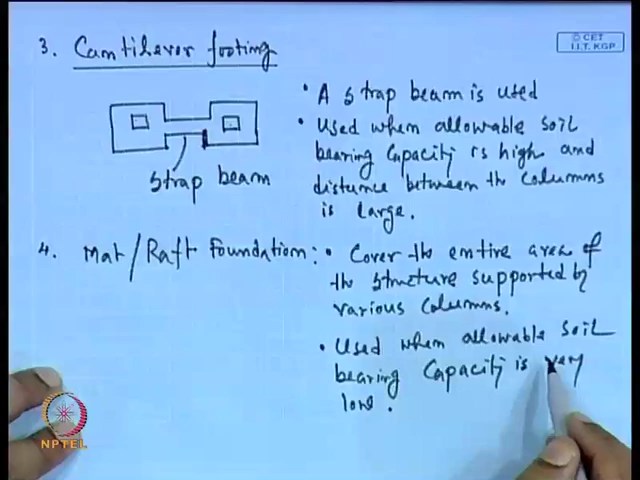 3. Cantilever footing
© CET
I.I.T. KGP
• A strap beam is used
• Used when allowable soil
bearing capacity is high and
distance between the columns
is large.
strap beam
4. Mat/Raft Foundation: • Cover the entire area of
the structure supported by
various columns.
• Used when allowable soil
bearing capacity is very
low.
NPTEL